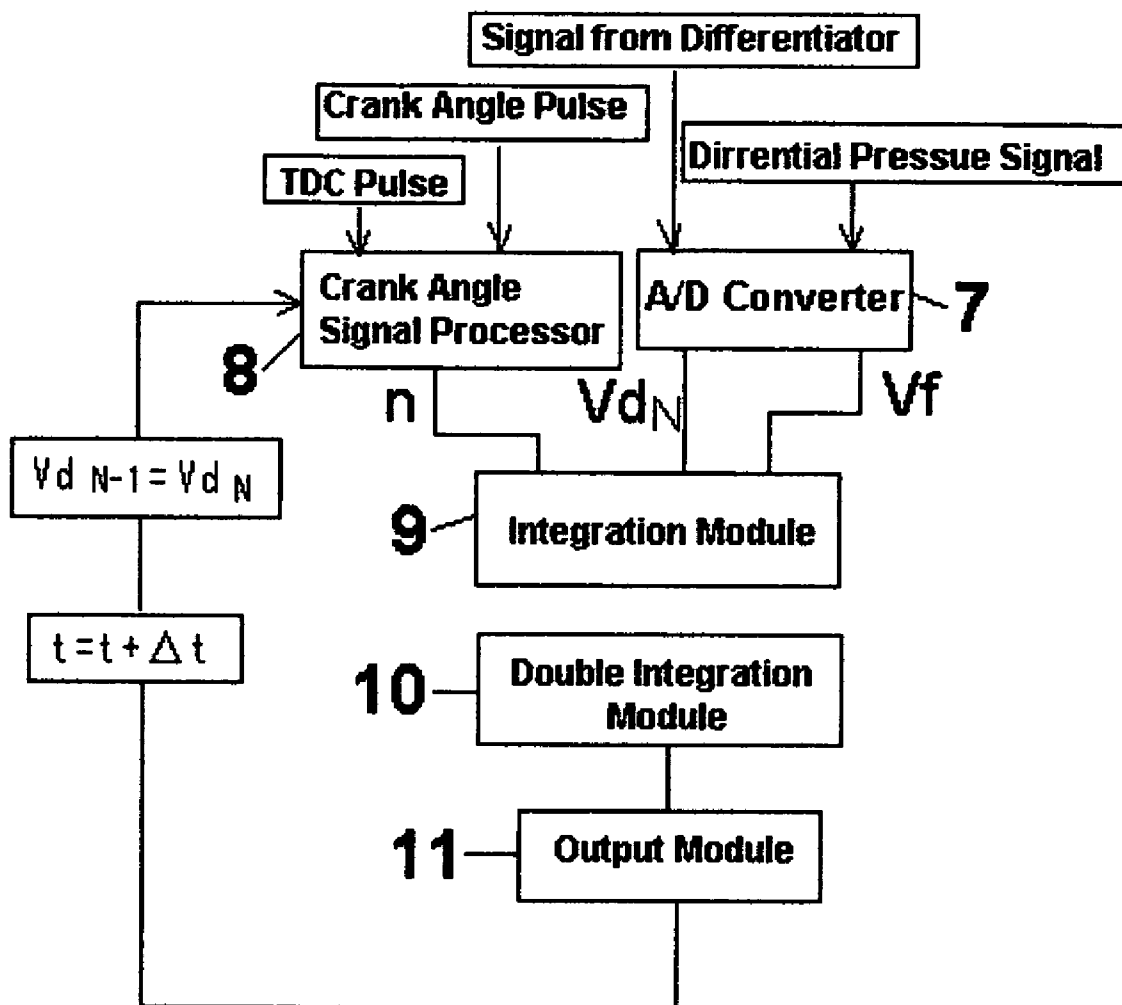 Signal from Differentiator
Crank Angle Pulse
Dirrential Pressue Signal
TDC Pulse
Crank Angle
Signal Processor
A/D Converter
7
8
n
Vd N
Vf
Vd N-1 = Vd N
9
Integration Module
t = t + Δ t
10
Double Integration
Module
11
Output Module